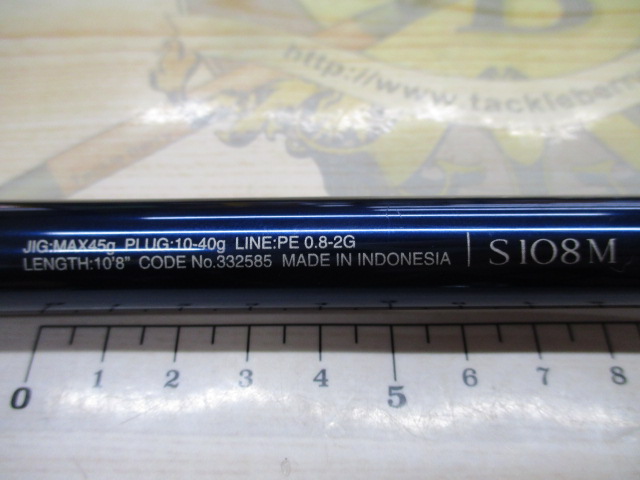 http://www.tackleberr
JIG:MAX45g PLUG:10-40g LINE:PE 0.8-2G
LENGTH:10'8" CODE No.332585 MADE IN INDONESIA
S108M
0 1 2 3 4 5 6 7 8